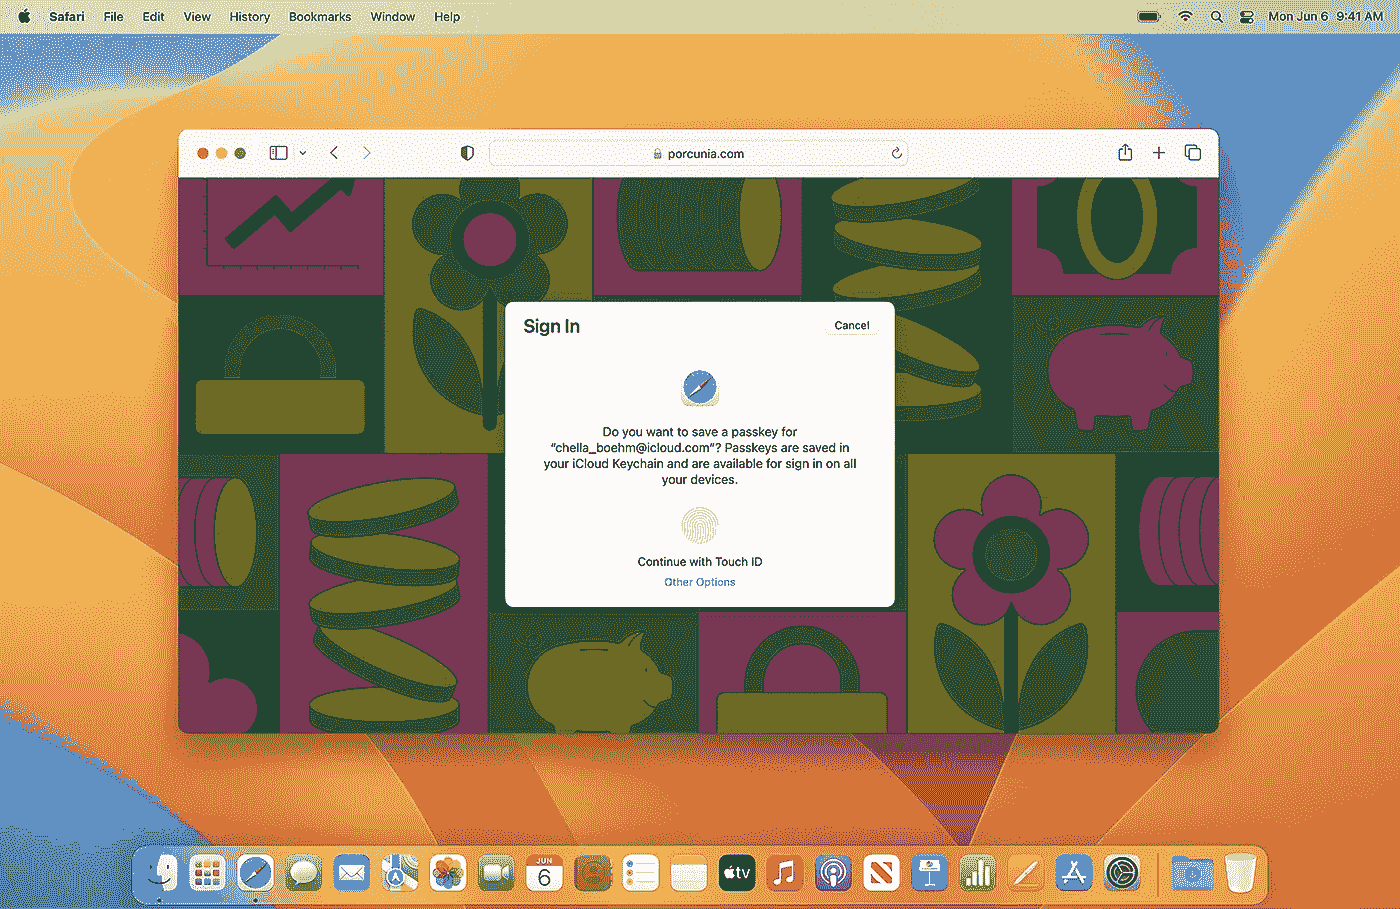 Safari File Edit View History Bookmarks Window Help Mon Jun 6 9:41 AM
porcunia.com
Sign In
Cancel
Do you want to save a passkey for
“chella_boehm@icloud.com”? Passkeys are saved in
your iCloud Keychain and are available for sign in on all
your devices.
Continue with Touch ID
Other Options
JUN
6
tv